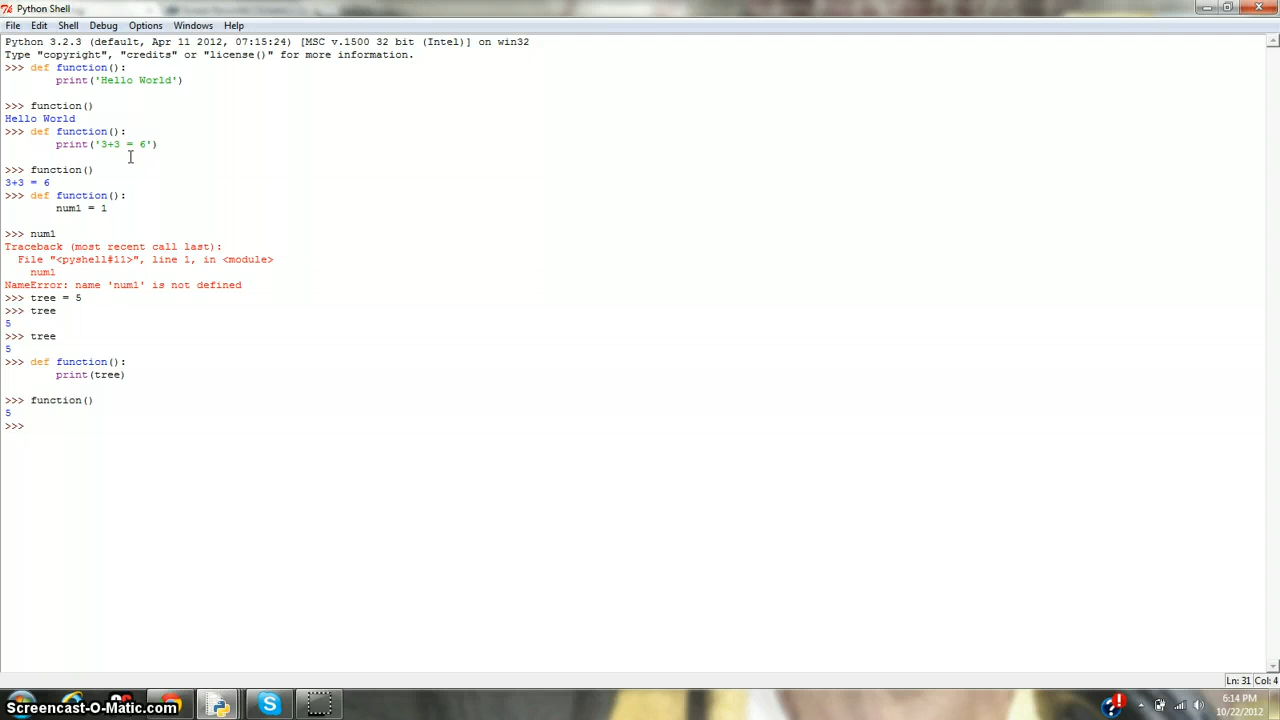 Python Shell
File Edit Shell Debug Options Windows Help
Python 3.2.3 (default, Apr 11 2012, 07:15:24) [MSC v.1500 32 bit (Intel)] on win32
Type "copyright", "credits" or "license()" for more information.
>>> def function():
print('Hello World')
>>> function()
Hello World
>>> def function():
print('3+3 = 6')
>>> function()
3+3 = 6
>>> def function():
num1 = 1
>>> num1
Traceback (most recent call last):
File "<pyshell#11>", line 1, in <module>
num1
NameError: name 'num1' is not defined
>>> tree = 5
>>> tree
5
>>> tree
5
>>> def function():
print(tree)
>>> function()
5
>>>
Ln: 31 Col: 4
Screencast-O-Matic.com
6:14 PM
10/22/2012